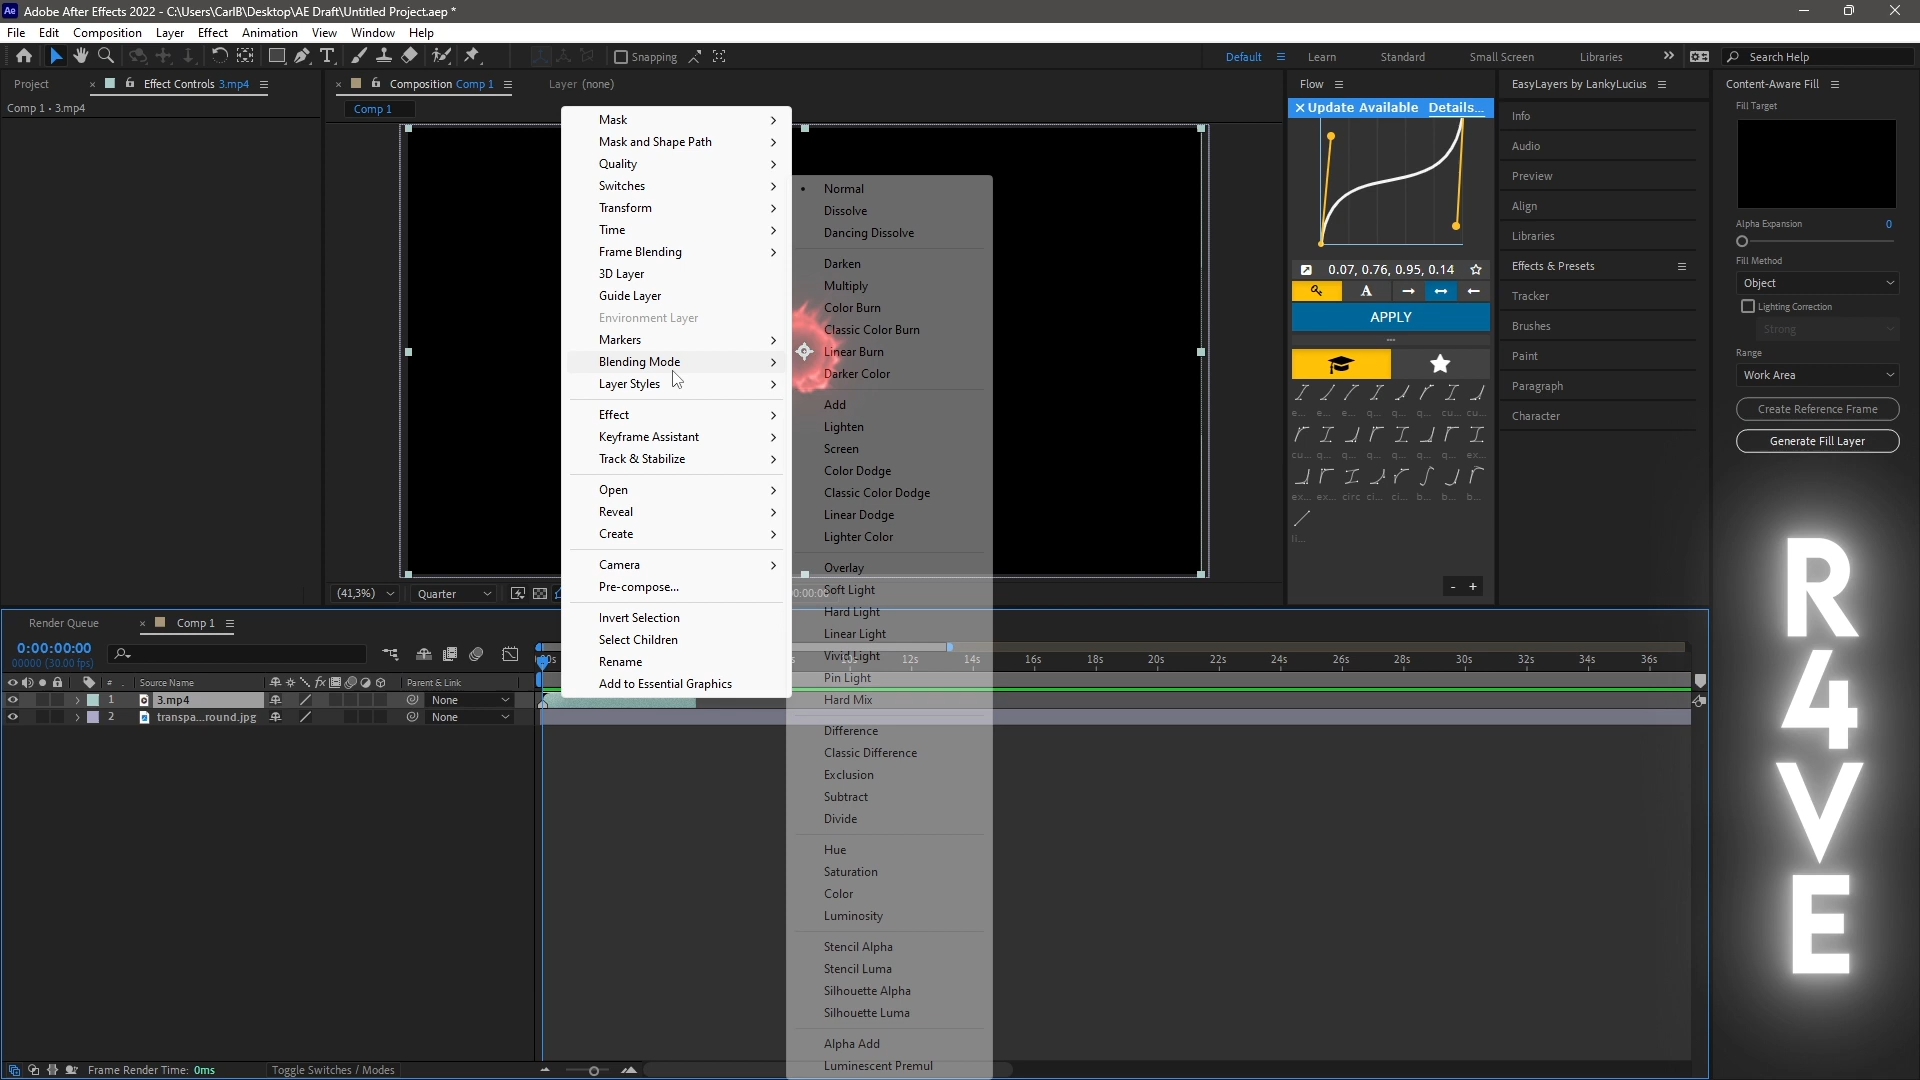 Adobe After Effects 2022 - C:\Users\CarlB\Desktop\AE Draft\Untitled Project.aep *
File Edit Composition Layer Effect Animation View Window Help
Snapping
Default Learn Standard Small Screen Libraries Search Help
Project
Effect Controls 3.mp4
Comp 1 • 3.mp4
Composition Comp 1
Layer (none)
Comp 1
Mask
Mask and Shape Path
Quality
Switches
Transform
Time
Frame Blending
3D Layer
Guide Layer
Environment Layer
Markers
Blending Mode
Layer Styles
Effect
Keyframe Assistant
Track & Stabilize
Open
Reveal
Create
Camera
Pre-compose...
Invert Selection
Select Children
Rename
Add to Essential Graphics
Normal
Dissolve
Dancing Dissolve
Darken
Multiply
Color Burn
Classic Color Burn
Linear Burn
Darker Color
Add
Lighten
Screen
Color Dodge
Classic Color Dodge
Linear Dodge
Lighter Color
Overlay
Soft Light
Hard Light
Linear Light
Vivid Light
Pin Light
Hard Mix
Difference
Classic Difference
Exclusion
Subtract
Divide
Hue
Saturation
Color
Luminosity
Stencil Alpha
Stencil Luma
Silhouette Alpha
Silhouette Luma
Alpha Add
Luminescent Premul
Flow
Update Available Details...
0.07, 0.76, 0.95, 0.14
A
APPLY
- +
EasyLayers by LankyLucius
Info
Audio
Preview
Align
Libraries
Effects & Presets
Tracker
Brushes
Paint
Paragraph
Character
Content-Aware Fill
Fill Target
Alpha Expansion 0
Fill Method
Object
Lighting Correction
Strong
Range
Work Area
Create Reference Frame
Generate Fill Layer
R
4
V
E
(41,3%) Quarter
Render Queue
Comp 1
0:00:00:00
00000 (30.00 fps)
12s 14s 16s 18s 20s 22s 24s 26s 28s 30s 32s 34s 36s
# Source Name fx Parent & Link
1 3.mp4 None
2 transpa...round.jpg None
Frame Render Time: 0ms
Toggle Switches / Modes